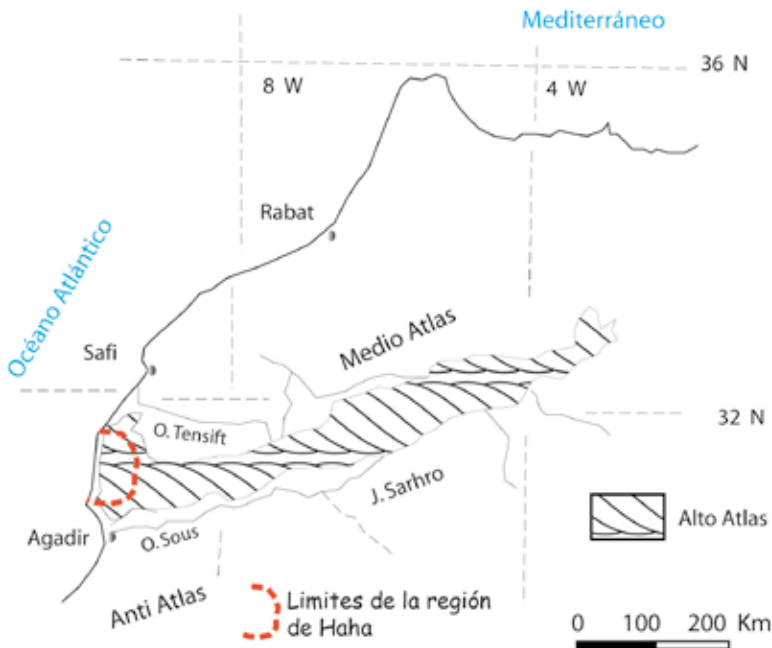 Mediterráneo
36 N
8 W
4 W
Rabat
Océano Atlántico
Safi
Medio Atlas
O. Tensift
32 N
J. Sarhro
Agadir
O. Sous
Alto Atlas
Anti Atlas
Limites de la región
de Haha
0 100 200 Km